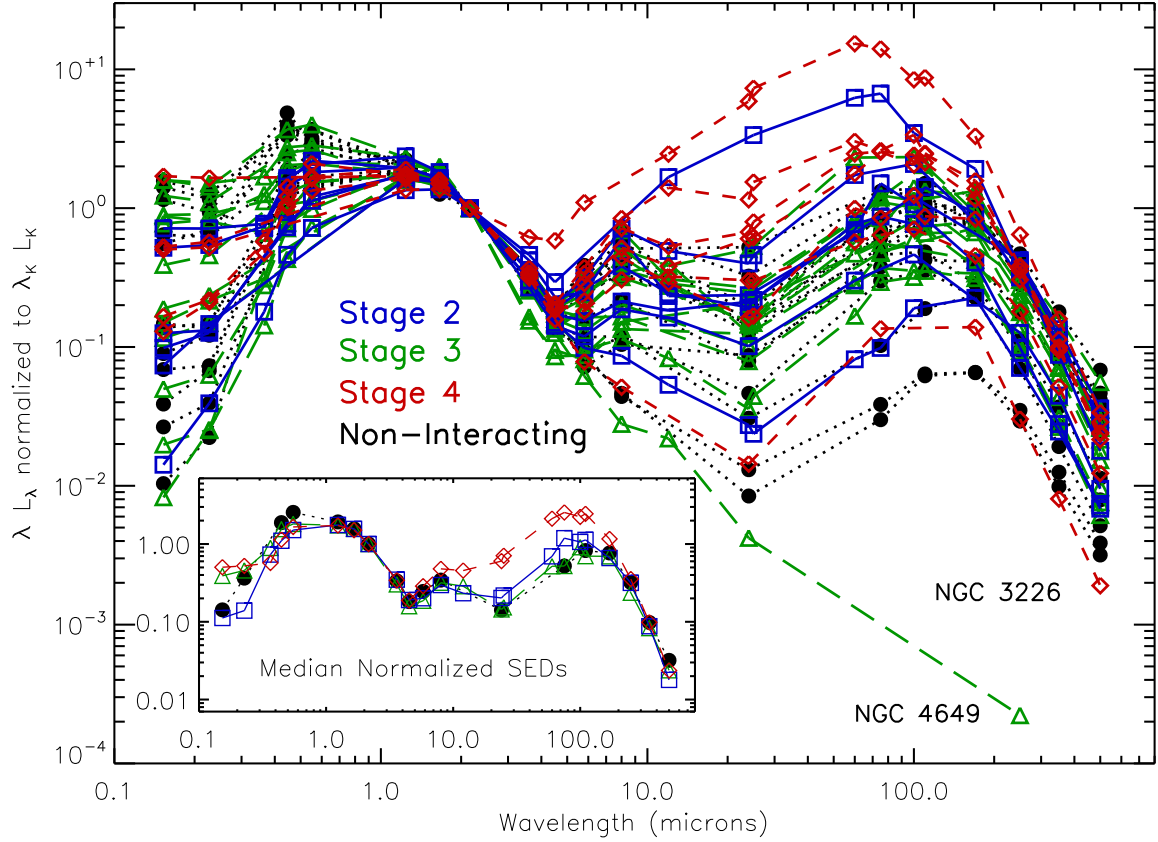 λ L_λ normalized to λ_K L_K
10^+1
10^0
10^-1
10^-2
10^-3
10^-4
Stage 2
Stage 3
Stage 4
Non-Interacting
1.00
0.10
0.01
Median Normalized SEDs
0.1 1.0 10.0 100.0
NGC 3226
NGC 4649
0.1 1.0 10.0 100.0
Wavelength (microns)